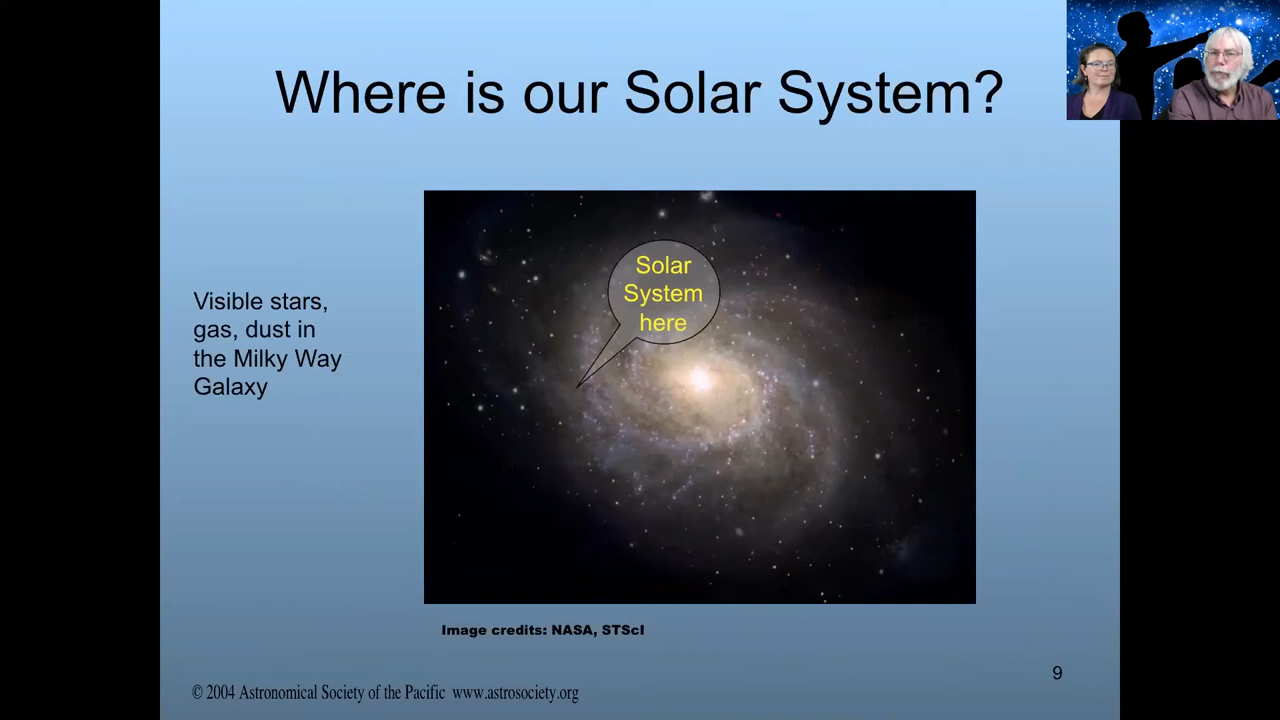 Where is our Solar System?
Visible stars,
gas, dust in
the Milky Way
Galaxy
Solar
System
here
Image credits: NASA, STScI
9
© 2004 Astronomical Society of the Pacific www.astrosociety.org